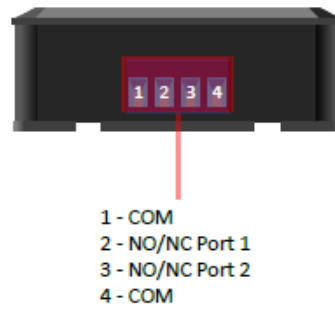 1 2 3 4
1 - COM
2 - NO/NC Port 1
3 - NO/NC Port 2
4 - COM